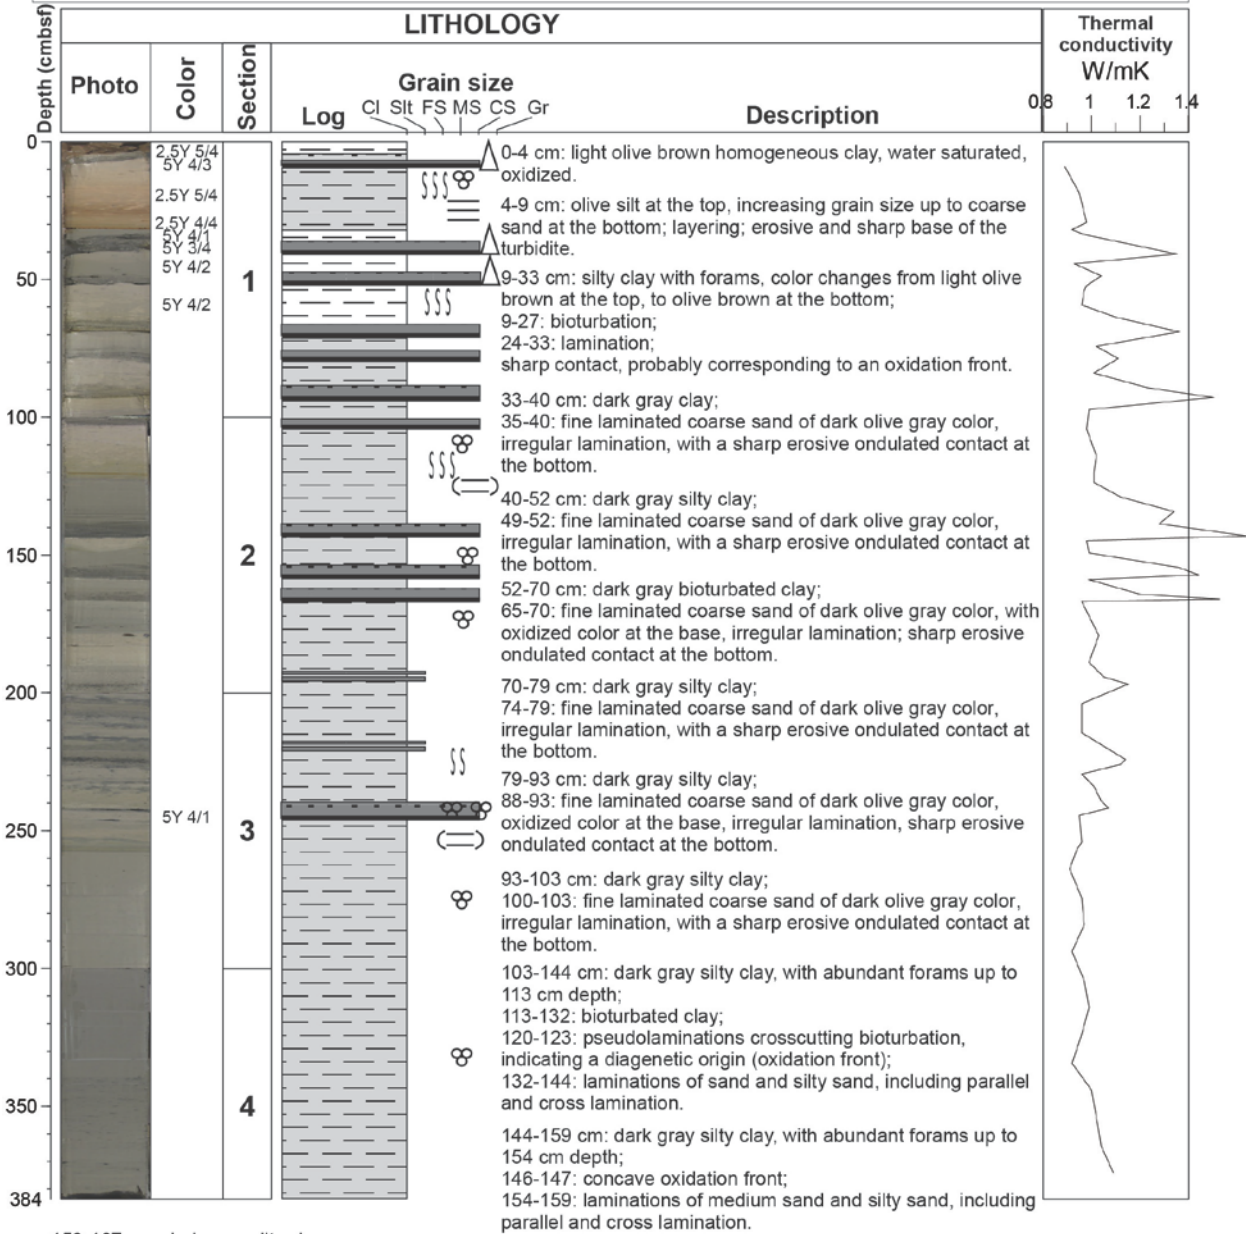 LITHOLOGY
Thermal
conductivity
W/mK
0.8 1 1.2 1.4
Depth (cmbsf)
Photo
Color
Section
Log
Grain size
Cl Slt FS MS CS Gr
Description
0
50
100
150
200
250
300
350
384
2.5Y 5/4
5Y 4/3
2.5Y 5/4
2.5Y 4/4
5Y 4/1
5Y 3/4
5Y 4/2
5Y 4/2
5Y 4/1
1
2
3
4
0-4 cm: light olive brown homogeneous clay, water saturated,
oxidized.
4-9 cm: olive silt at the top, increasing grain size up to coarse
sand at the bottom; layering; erosive and sharp base of the
turbidite.
9-33 cm: silty clay with forams, color changes from light olive
brown at the top, to olive brown at the bottom;
9-27: bioturbation;
24-33: lamination;
sharp contact, probably corresponding to an oxidation front.
33-40 cm: dark gray clay;
35-40: fine laminated coarse sand of dark olive gray color,
irregular lamination, with a sharp erosive ondulated contact at
the bottom.
40-52 cm: dark gray silty clay;
49-52: fine laminated coarse sand of dark olive gray color,
irregular lamination, with a sharp erosive ondulated contact at
the bottom.
52-70 cm: dark gray bioturbated clay;
65-70: fine laminated coarse sand of dark olive gray color, with
oxidized color at the base, irregular lamination; sharp erosive
ondulated contact at the bottom.
70-79 cm: dark gray silty clay;
74-79: fine laminated coarse sand of dark olive gray color,
irregular lamination, with a sharp erosive ondulated contact at
the bottom.
79-93 cm: dark gray silty clay;
88-93: fine laminated coarse sand of dark olive gray color,
oxidized color at the base, irregular lamination, sharp erosive
ondulated contact at the bottom.
93-103 cm: dark gray silty clay;
100-103: fine laminated coarse sand of dark olive gray color,
irregular lamination, with a sharp erosive ondulated contact at
the bottom.
103-144 cm: dark gray silty clay, with abundant forams up to
113 cm depth;
113-132: bioturbated clay;
120-123: pseudolaminations crosscutting bioturbation,
indicating a diagenetic origin (oxidation front);
132-144: laminations of sand and silty sand, including parallel
and cross lamination.
144-159 cm: dark gray silty clay, with abundant forams up to
154 cm depth;
146-147: concave oxidation front;
154-159: laminations of medium sand and silty sand, including
parallel and cross lamination.